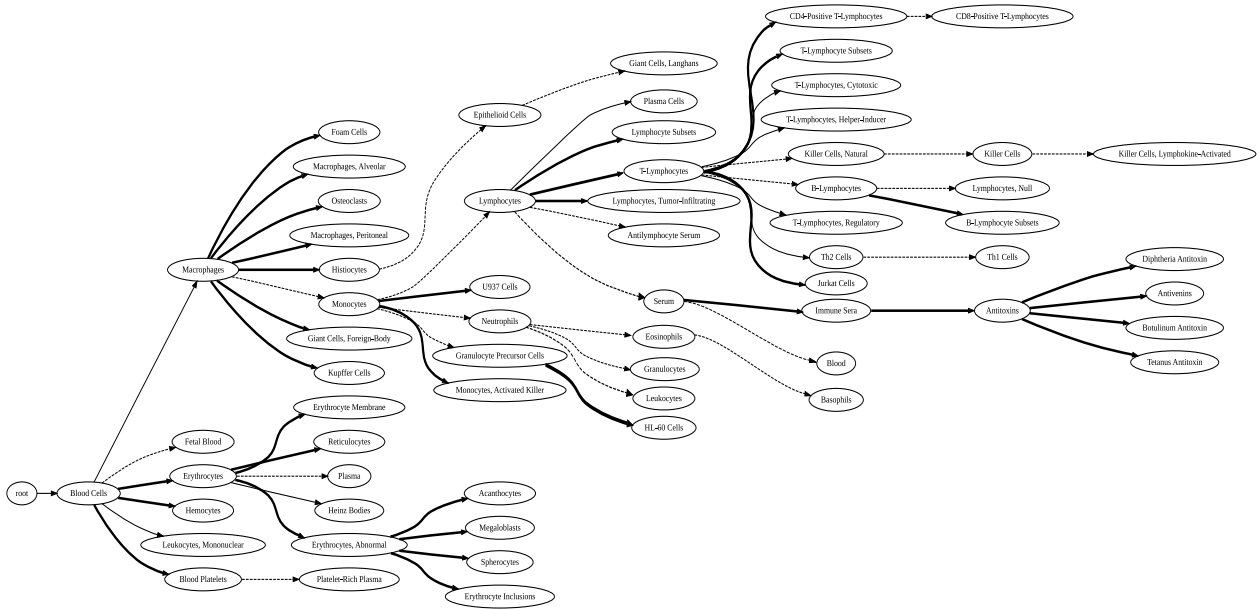 CD4-Positive T-Lymphocytes
CD8-Positive T-Lymphocytes
T-Lymphocyte Subsets
Giant Cells, Langhans
T-Lymphocytes, Cytotoxic
Plasma Cells
Epithelioid Cells
T-Lymphocytes, Helper-Inducer
Foam Cells
Lymphocyte Subsets
Killer Cells, Natural
Killer Cells
Killer Cells, Lymphokine-Activated
Macrophages, Alveolar
T-Lymphocytes
B-Lymphocytes
Lymphocytes, Null
Osteoclasts
Lymphocytes
Lymphocytes, Tumor-Infiltrating
T-Lymphocytes, Regulatory
B-Lymphocyte Subsets
Macrophages, Peritoneal
Antilymphocyte Serum
Th2 Cells
Th1 Cells
Diphtheria Antitoxin
Macrophages
Histiocytes
Jurkat Cells
U937 Cells
Antivenins
Monocytes
Serum
Immune Sera
Antitoxins
Neutrophils
Botulinum Antitoxin
Giant Cells, Foreign-Body
Eosinophils
Granulocyte Precursor Cells
Blood
Tetanus Antitoxin
Kupffer Cells
Granulocytes
Monocytes, Activated Killer
Leukocytes
Basophils
Erythrocyte Membrane
HL-60 Cells
Fetal Blood
Reticulocytes
Erythrocytes
Plasma
root
Blood Cells
Acanthocytes
Hemocytes
Heinz Bodies
Megaloblasts
Leukocytes, Mononuclear
Erythrocytes, Abnormal
Spherocytes
Blood Platelets
Platelet-Rich Plasma
Erythrocyte Inclusions